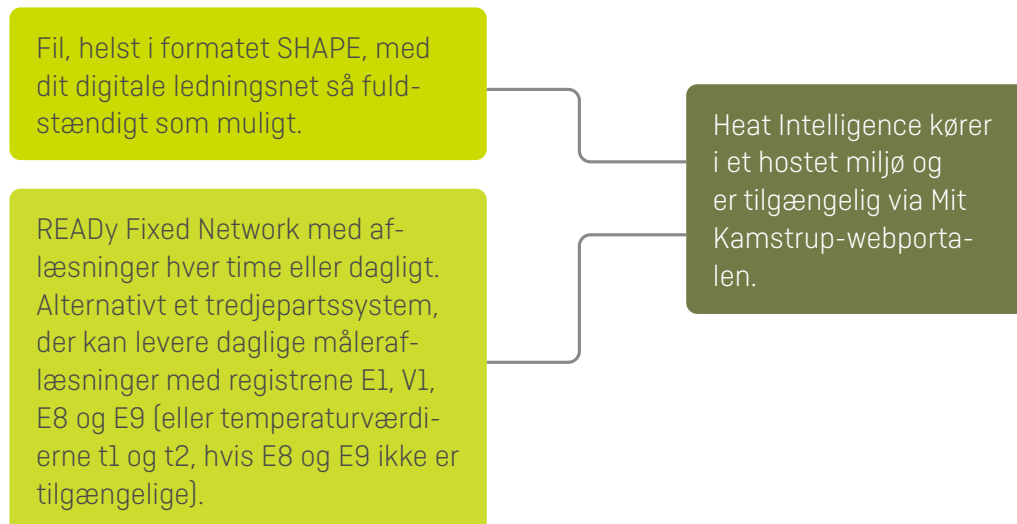 Fil, helst i formatet SHAPE, med
dit digitale ledningsnet så fuld-
stændigt som muligt.
READy Fixed Network med af-
læsninger hver time eller dagligt.
Alternativt et tredjepartssystem,
der kan levere daglige måleraf-
læsninger med registrene E1, V1,
E8 og E9 (eller temperaturværdi-
erne t1 og t2, hvis E8 og E9 ikke er
tilgængelige).
Heat Intelligence kører
i et hostet miljø og
er tilgængelig via Mit
Kamstrup-webporta-
len.